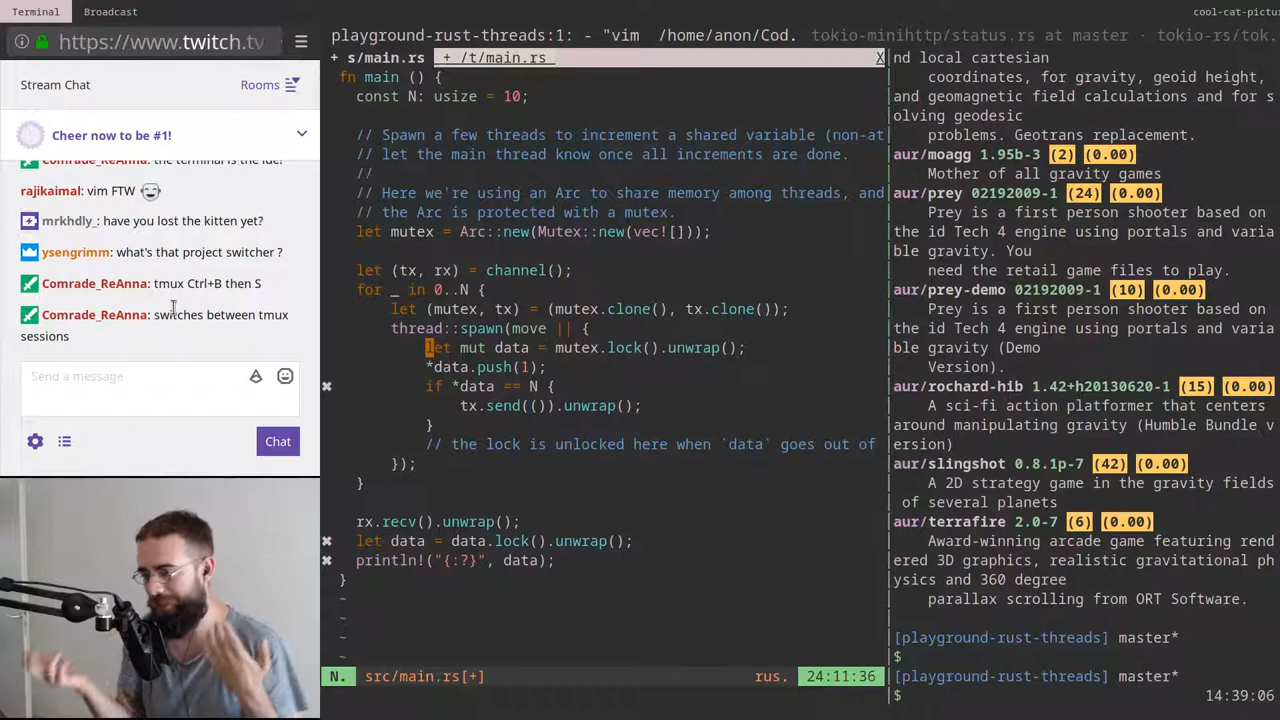 Terminal
Broadcast
cool-cat-pictu
https://www.twitch.tv
Stream Chat
Rooms
Cheer now to be #1!
Comrade_ReAnna: the terminal is the ide!
rajikaimal: vim FTW
mrkhdly_: have you lost the kitten yet?
ysengrimm: what's that project switcher ?
Comrade_ReAnna: tmux Ctrl+B then S
Comrade_ReAnna: switches between tmux
sessions
Send a message
Chat
playground-rust-threads:1: - "vim  /home/anon/Cod.
tokio-minihttp/status.rs at master · tokio-rs/tok.
+ s/main.rs
+ /t/main.rs
X
fn main () {
const N: usize = 10;
// Spawn a few threads to increment a shared variable (non-at
// let the main thread know once all increments are done.
//
// Here we're using an Arc to share memory among threads, and
// the Arc is protected with a mutex.
let mutex = Arc::new(Mutex::new(vec![]));
let (tx, rx) = channel();
for _ in 0..N {
let (mutex, tx) = (mutex.clone(), tx.clone());
thread::spawn(move || {
let mut data = mutex.lock().unwrap();
*data.push(1);
if *data == N {
tx.send(()).unwrap();
}
// the lock is unlocked here when `data` goes out of
});
}
rx.recv().unwrap();
let data = data.lock().unwrap();
println!("{:?}", data);
}
~
~
~
~
N.
src/main.rs[+]
rus.
24:11:36
nd local cartesian
coordinates, for gravity, geoid height,
and geomagnetic field calculations and for s
olving geodesic
problems. Geotrans replacement.
aur/moagg 1.95b-3 (2) (0.00)
Mother of all gravity games
aur/prey 02192009-1 (24) (0.00)
Prey is a first person shooter based on
the id Tech 4 engine using portals and varia
ble gravity. You
need the retail game files to play.
aur/prey-demo 02192009-1 (10) (0.00)
Prey is a first person shooter based on
the id Tech 4 engine using portals and varia
ble gravity (Demo
Version).
aur/rochard-hib 1.42+h20130620-1 (15) (0.00)
A sci-fi action platformer that centers
around manipulating gravity (Humble Bundle v
ersion)
aur/slingshot 0.8.1p-7 (42) (0.00)
A 2D strategy game in the gravity fields
of several planets
aur/terrafire 2.0-7 (6) (0.00)
Award-winning arcade game featuring rend
ered 3D graphics, realistic gravitational ph
ysics and 360 degree
parallax scrolling from ORT Software.
[playground-rust-threads] master*
$
[playground-rust-threads] master*
$
14:39:06